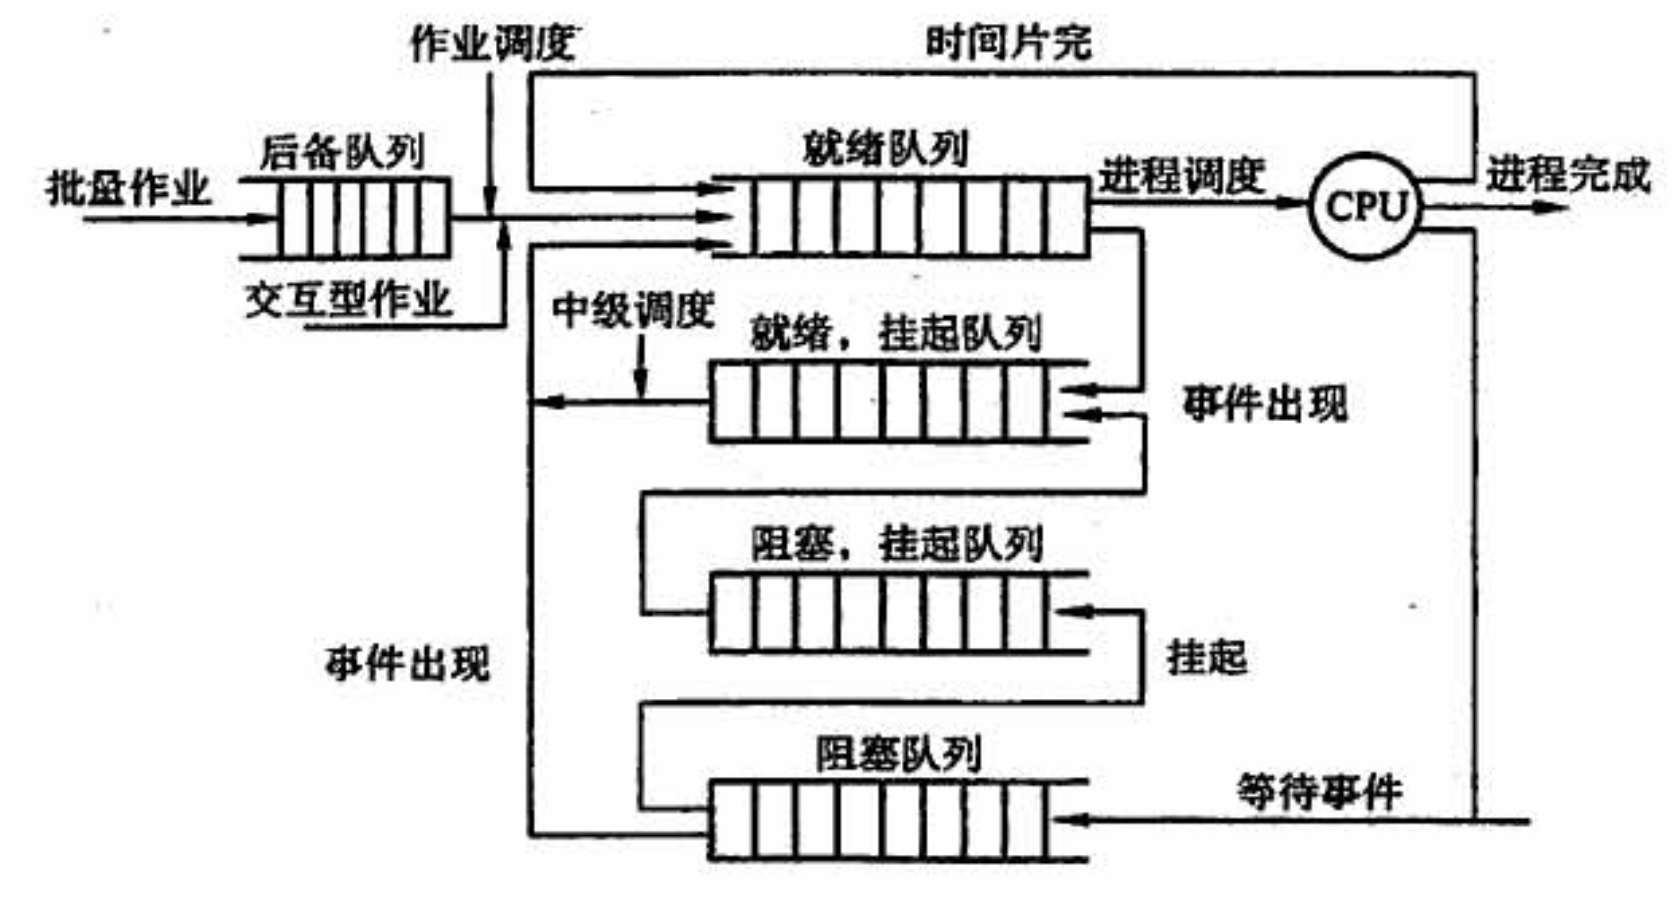 作业调度
时间片完
后备队列
就绪队列
批量作业
进程调度
CPU
进程完成
交互型作业
中级调度
就绪，挂起队列
事件出现
阻塞，挂起队列
事件出现
挂起
阻塞队列
等待事件